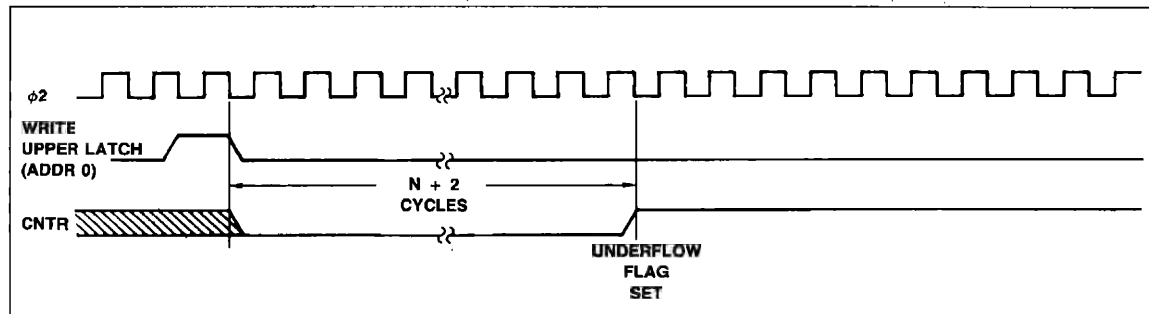 φ2
WRITE
UPPER LATCH
(ADDR 0)
N + 2
CYCLES
CNTR
UNDERFLOW
FLAG
SET